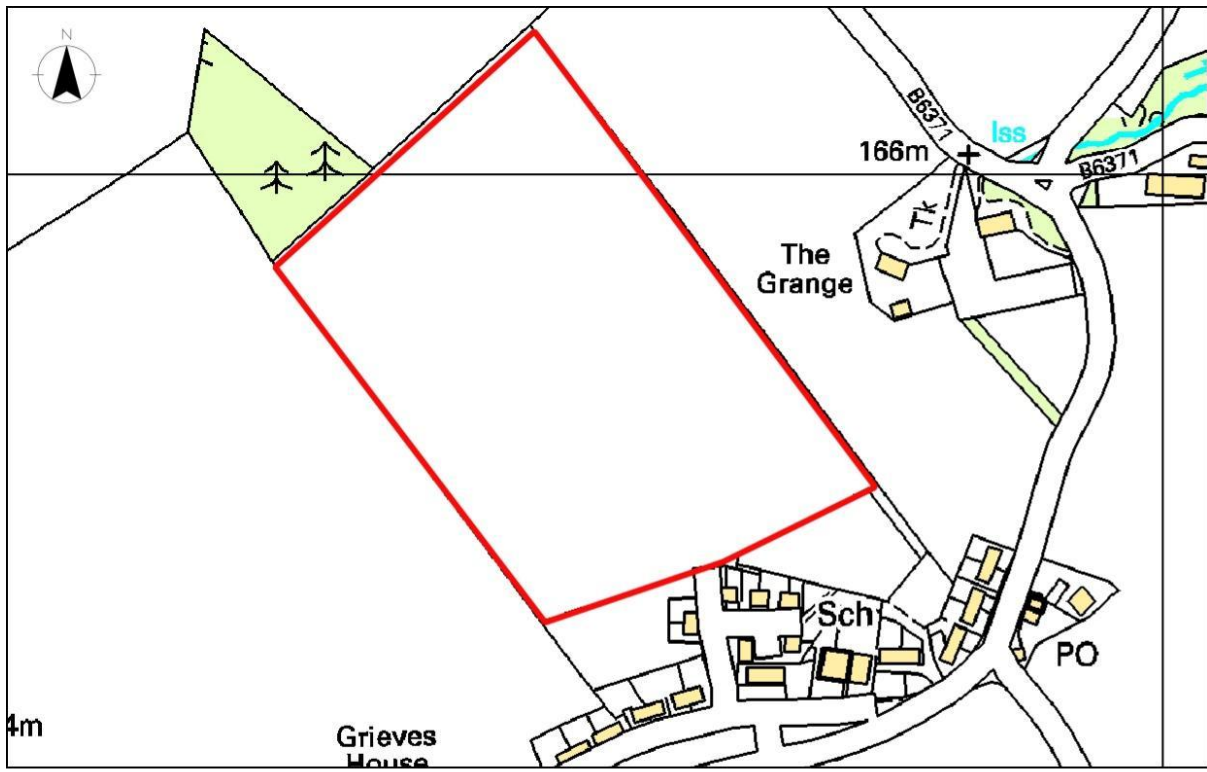 N
B6371
Iss
166m
B6371
Tk
The
Grange
Sch
PO
4m
Grieves
House